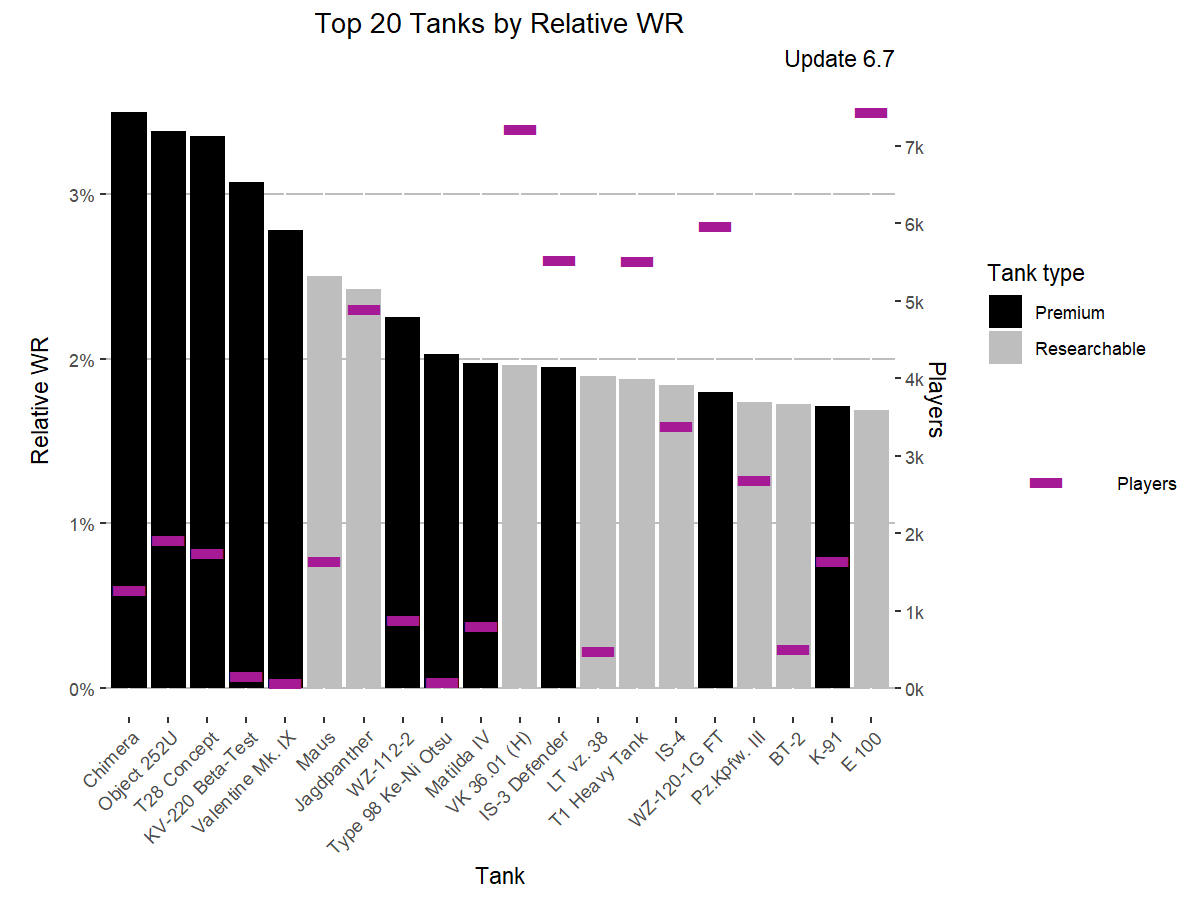 Top 20 Tanks by Relative WR
Update 6.7
Relative WR
3%
2%
1%
0%
7k
6k
5k
4k
3k
2k
1k
0k
Players
Chimera
Object 252U
T28 Concept
KV-220 Beta-Test
Valentine Mk. IX
Maus
Jagdpanther
WZ-112-2
Type 98 Ke-Ni Otsu
Matilda IV
VK 36.01 (H)
IS-3 Defender
LT vz. 38
T1 Heavy Tank
IS-4
WZ-120-1G FT
Pz.Kpfw. III
BT-2
K-91
E 100
Tank
Tank type
Premium
Researchable
Players